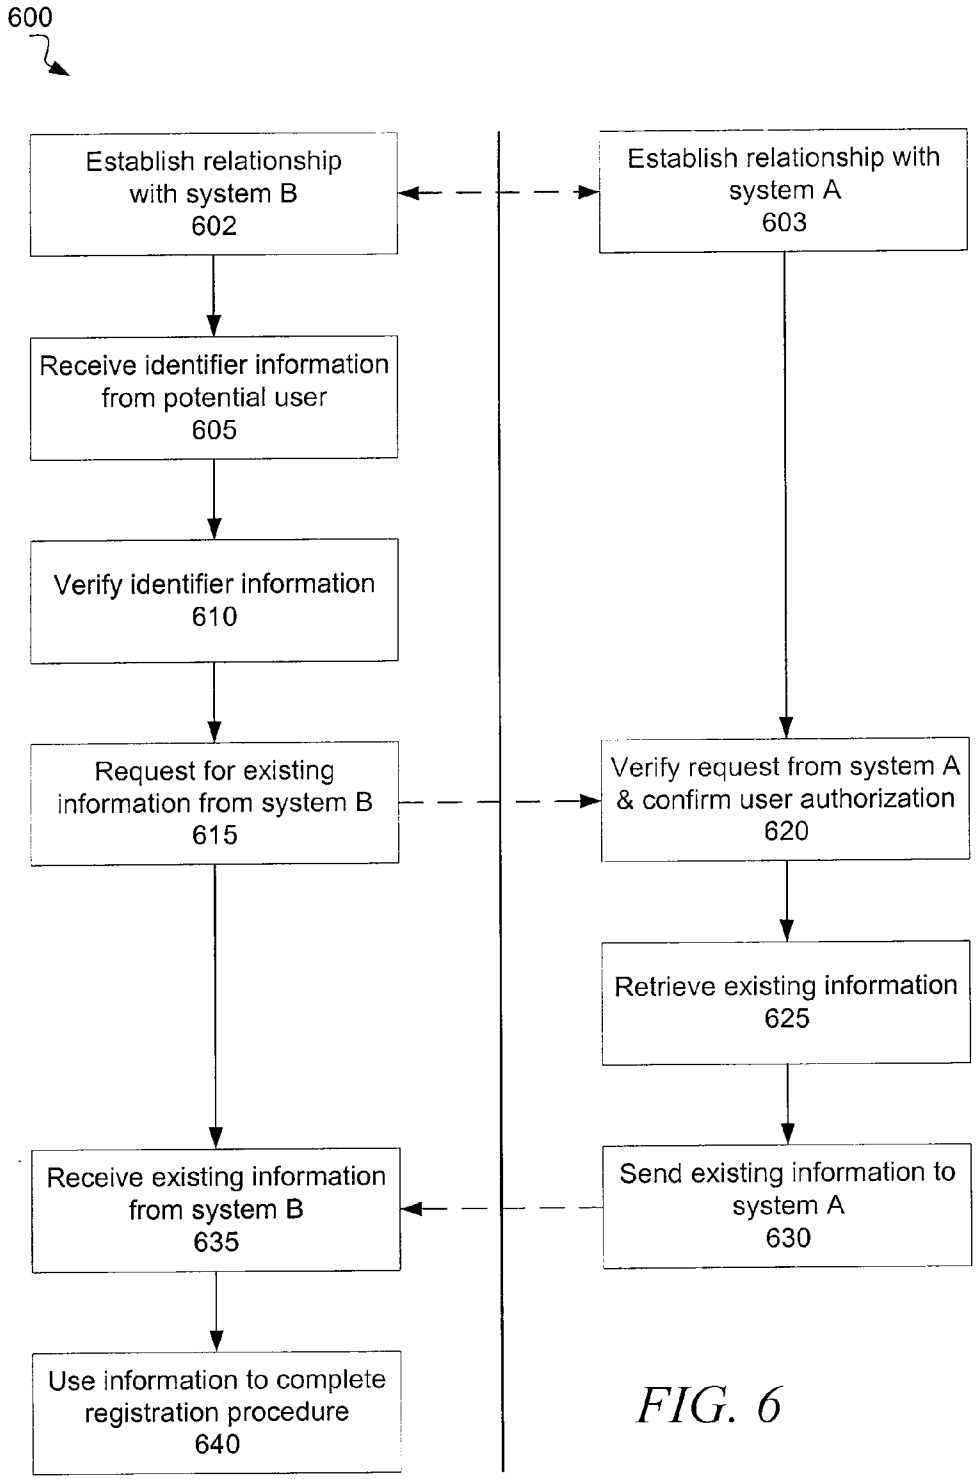 600
Establish relationship
with system B
602
Establish relationship with
system A
603
Receive identifier information
from potential user
605
Verify identifier information
610
Request for existing
information from system B
615
Verify request from system A
& confirm user authorization
620
Retrieve existing information
625
Receive existing information
from system B
635
Send existing information to
system A
630
Use information to complete
registration procedure
640
FIG. 6